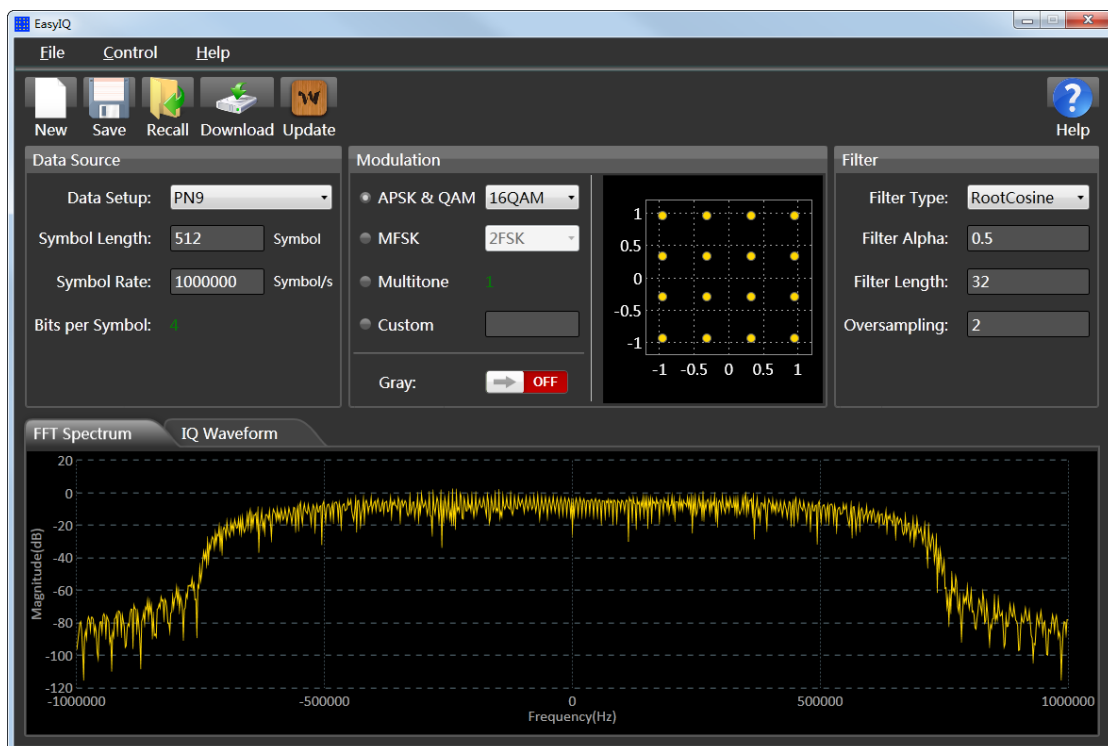 EasyIQ
File Control Help
New Save Recall Download Update Help
Data Source
Data Setup: PN9
Symbol Length: 512 Symbol
Symbol Rate: 1000000 Symbol/s
Bits per Symbol: 4
Modulation
APSK & QAM 16QAM
MFSK 2FSK
Multitone 1
Custom
Gray: OFF
1
0.5
0
-0.5
-1
-1 -0.5 0 0.5 1
Filter
Filter Type: RootCosine
Filter Alpha: 0.5
Filter Length: 32
Oversampling: 2
FFT Spectrum IQ Waveform
Magnitude(dB)
20
0
-20
-40
-60
-80
-100
-120
-1000000 -500000 0 500000 1000000
Frequency(Hz)